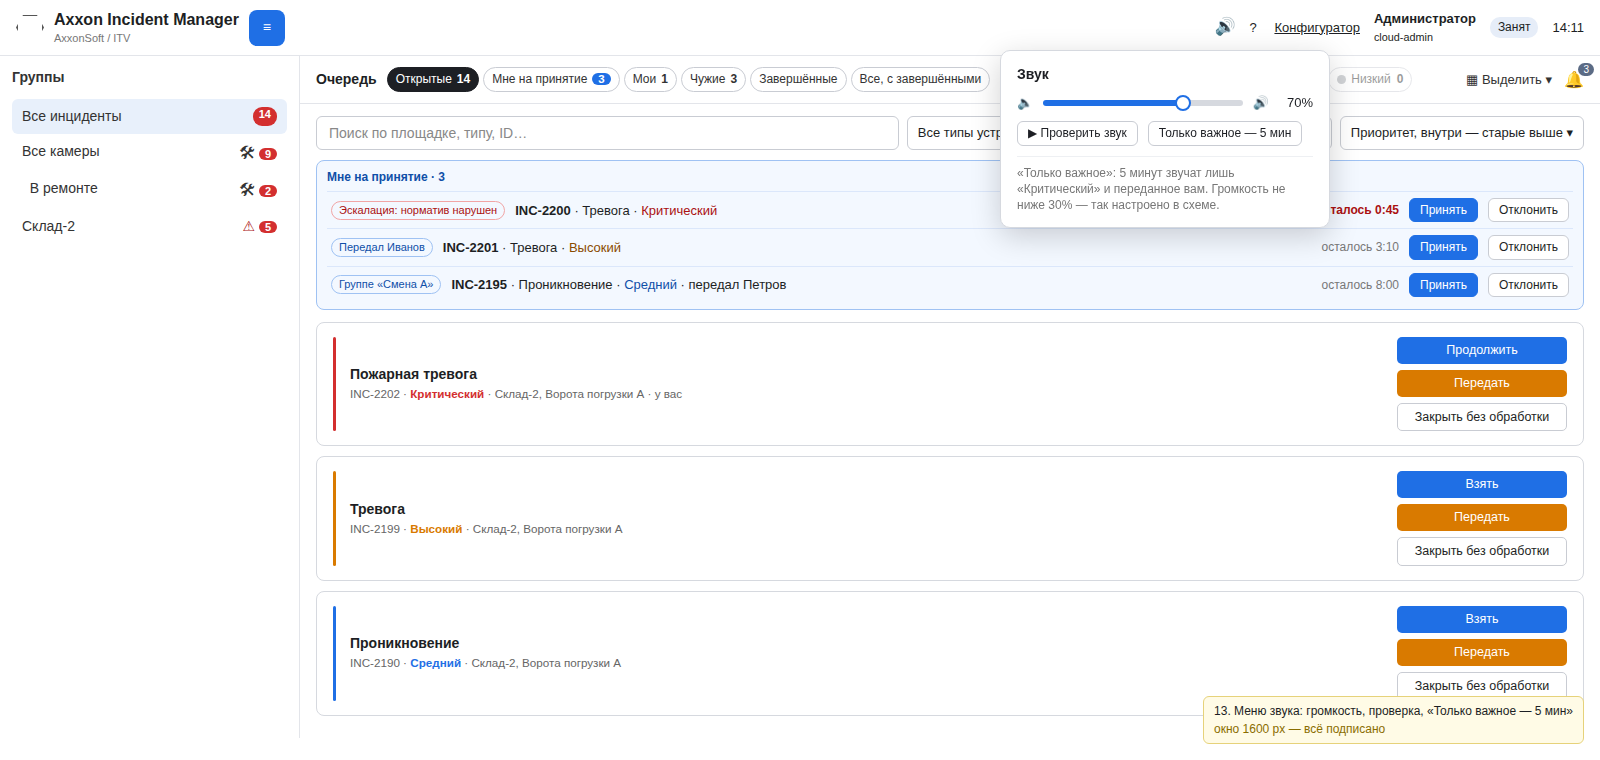 Axxon Incident Manager
AxxonSoft / ITV
≡
? Конфигуратор
Администратор
cloud-admin
Занят 14:11
Группы
Все инциденты 14
Все камеры 9
В ремонте 2
Склад-2 5
Очередь Открытые 14 Мне на принятие 3 Мои 1 Чужие 3 Завершённые Все, с завершёнными
Низкий 0 Выделить ▾ 3
Звук
70%
▶ Проверить звук Только важное — 5 мин
«Только важное»: 5 минут звучат лишь
«Критический» и переданное вам. Громкость не
ниже 30% — так настроено в схеме.
Поиск по площадке, типу, ID…
Все типы устр
Приоритет, внутри — старые выше ▾
Мне на принятие · 3
Эскалация: норматив нарушен INC-2200 · Тревога · Критический
талось 0:45 Принять Отклонить
Передал Иванов INC-2201 · Тревога · Высокий осталось 3:10 Принять Отклонить
Группе «Смена А» INC-2195 · Проникновение · Средний · передал Петров осталось 8:00 Принять Отклонить
Пожарная тревога
INC-2202 · Критический · Склад-2, Ворота погрузки А · у вас
Продолжить
Передать
Закрыть без обработки
Тревога
INC-2199 · Высокий · Склад-2, Ворота погрузки А
Взять
Передать
Закрыть без обработки
Проникновение
INC-2190 · Средний · Склад-2, Ворота погрузки А
Взять
Передать
Закрыть без обработки
13. Меню звука: громкость, проверка, «Только важное — 5 мин»
окно 1600 px — всё подписано